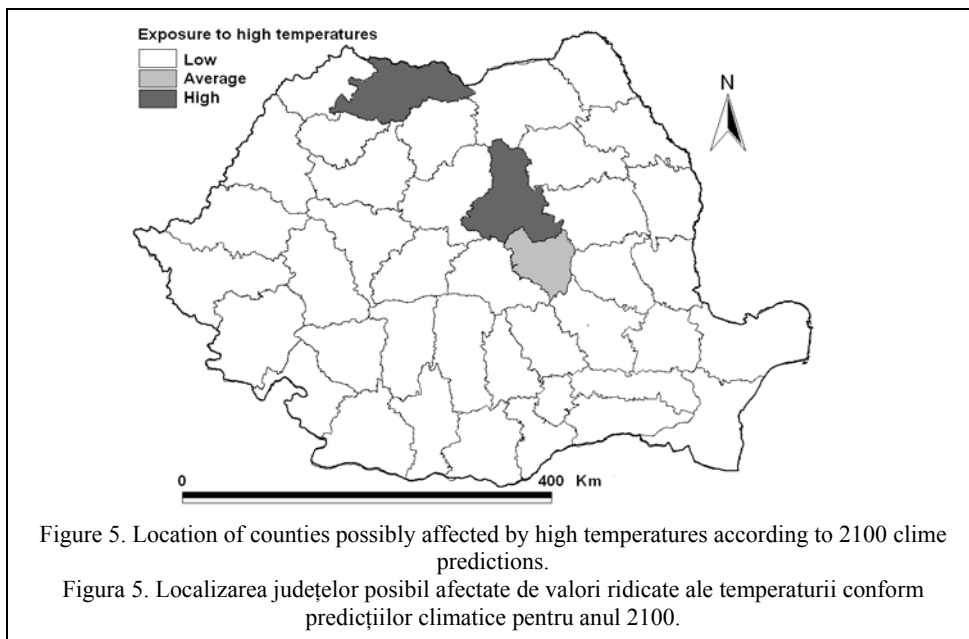 Exposure to high temperatures
Low
Average
High
N
0 400 Km
Figure 5. Location of counties possibly affected by high temperatures according to 2100 clime
predictions.
Figura 5. Localizarea județelor posibil afectate de valori ridicate ale temperaturii conform
predicțiilor climatice pentru anul 2100.